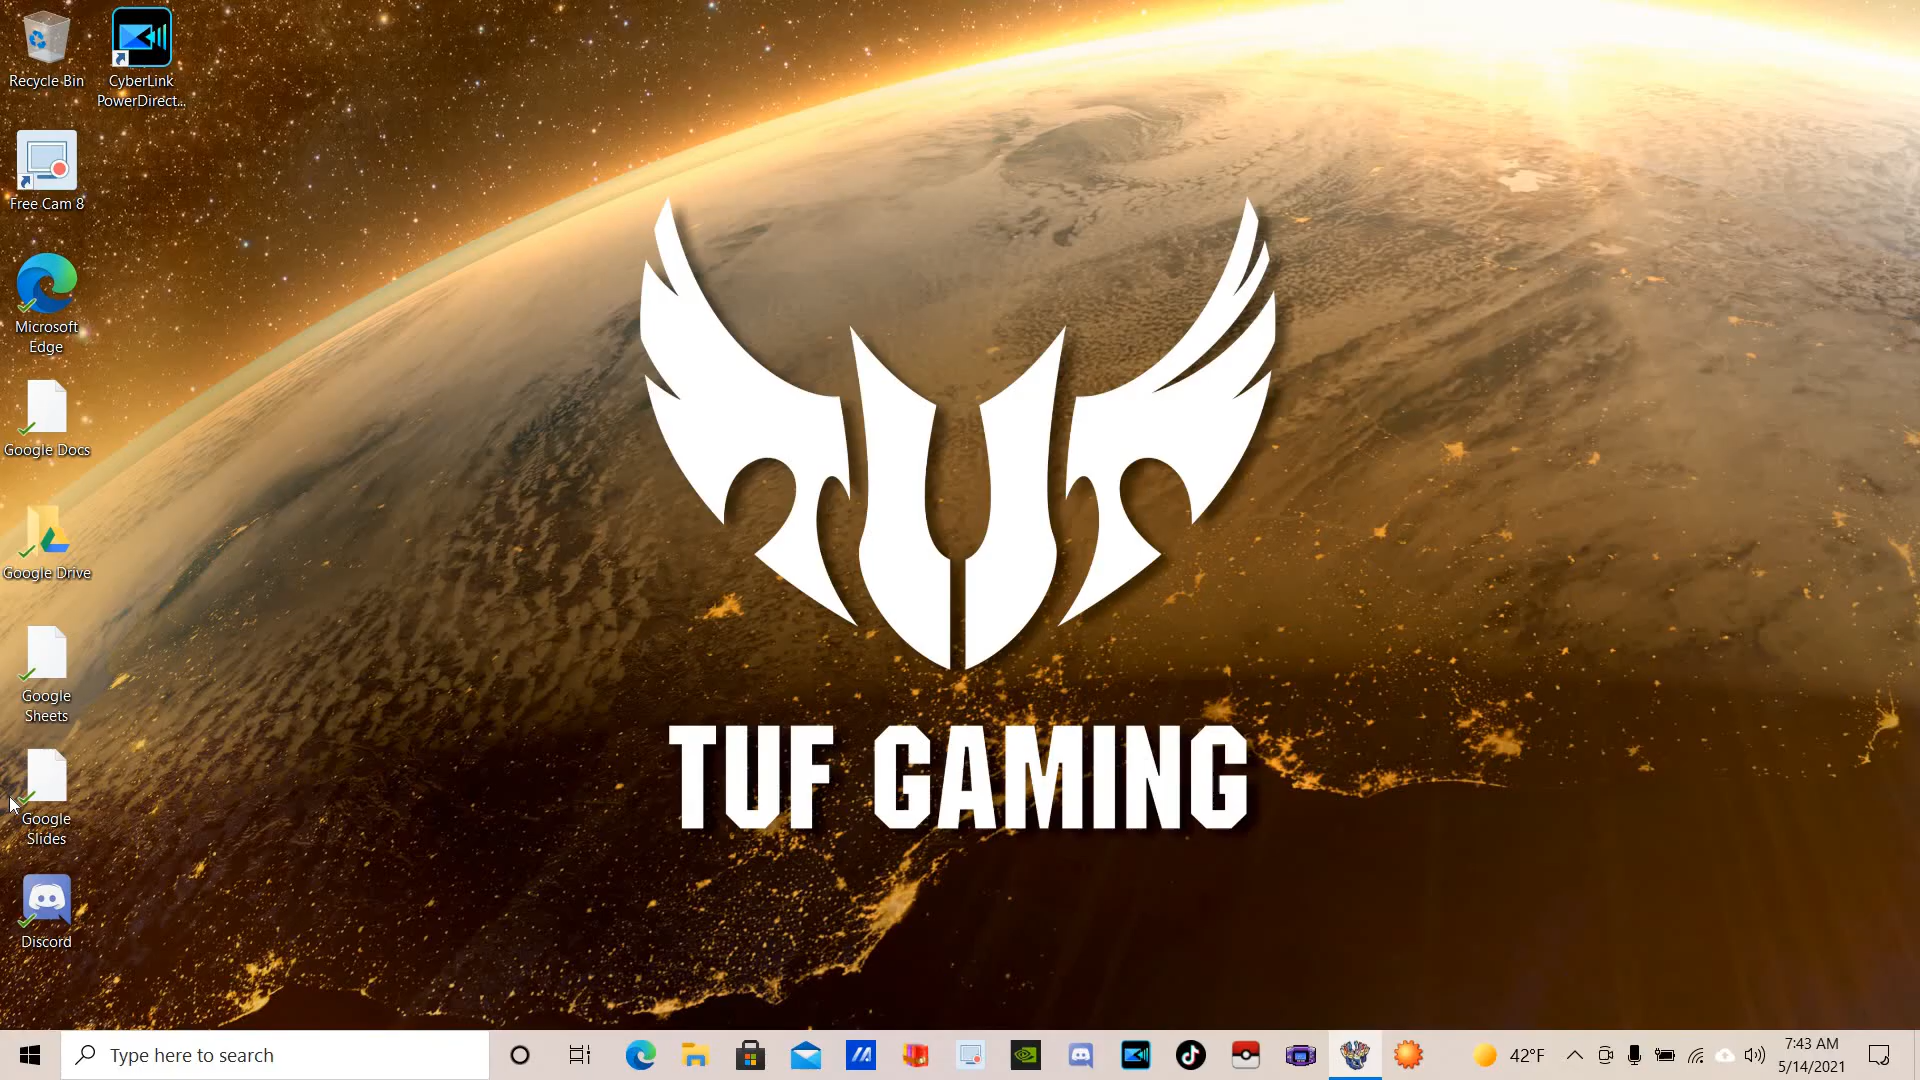 Recycle Bin
CyberLink
PowerDirect...
Free Cam 8
Microsoft
Edge
Google Docs
Google Drive
Google
Sheets
Google
Slides
Discord
TUF GAMING
Type here to search
42°F
7:43 AM
5/14/2021